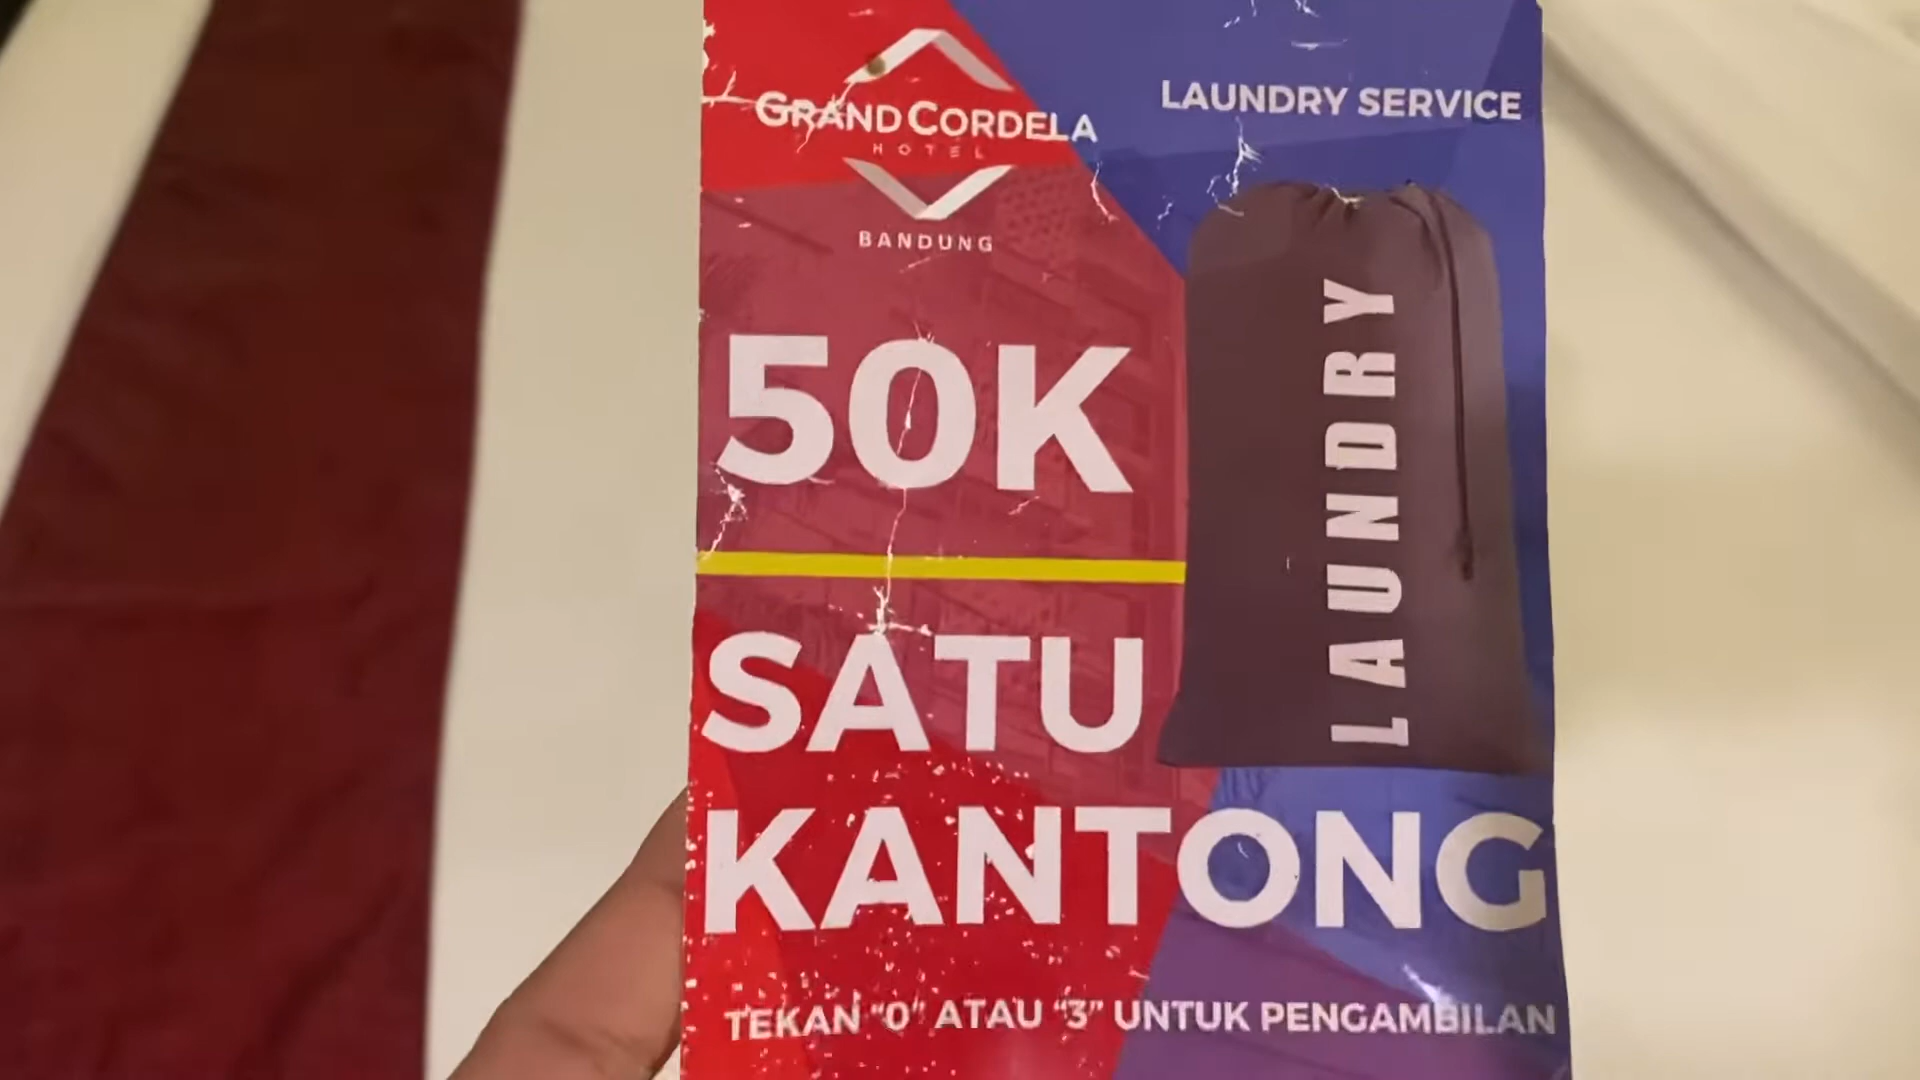 GRAND CORDELA
HOTEL
BANDUNG
LAUNDRY SERVICE
50K
SATU
KANTONG
LAUNDRY
TEKAN "0" ATAU "3" UNTUK PENGAMBILAN